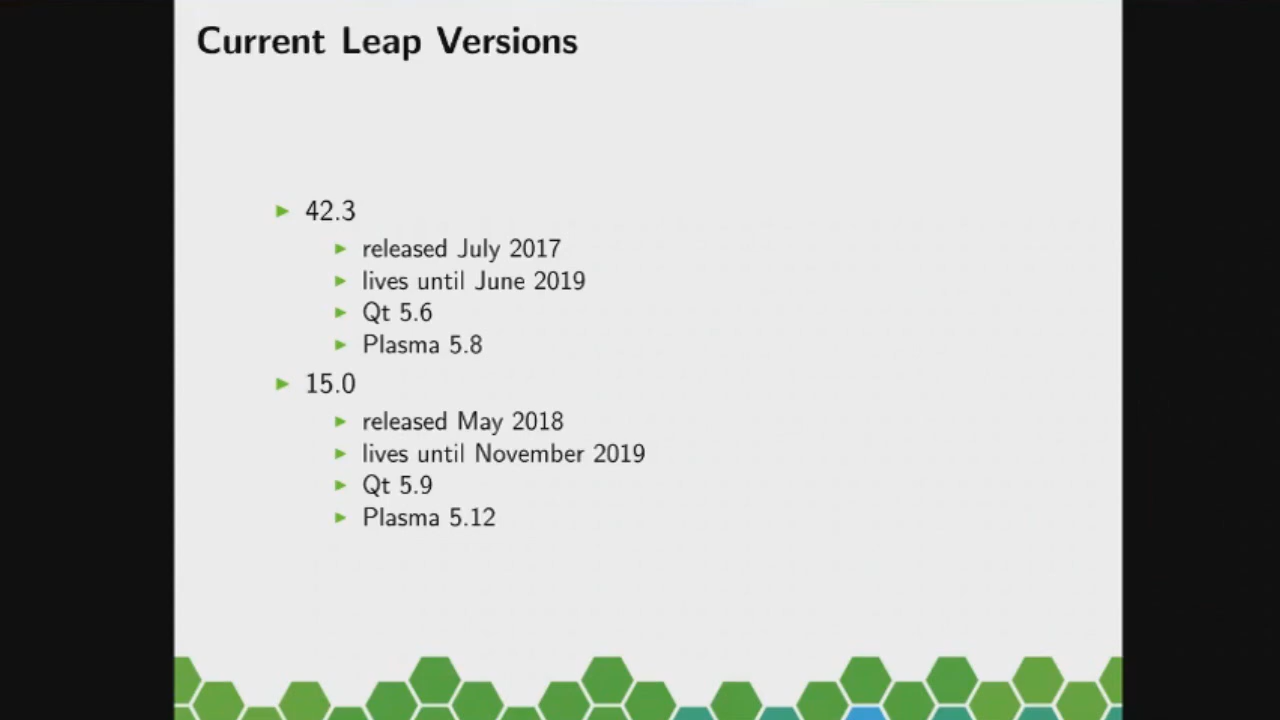 Current Leap Versions
42.3
released July 2017
lives until June 2019
Qt 5.6
Plasma 5.8
15.0
released May 2018
lives until November 2019
Qt 5.9
Plasma 5.12